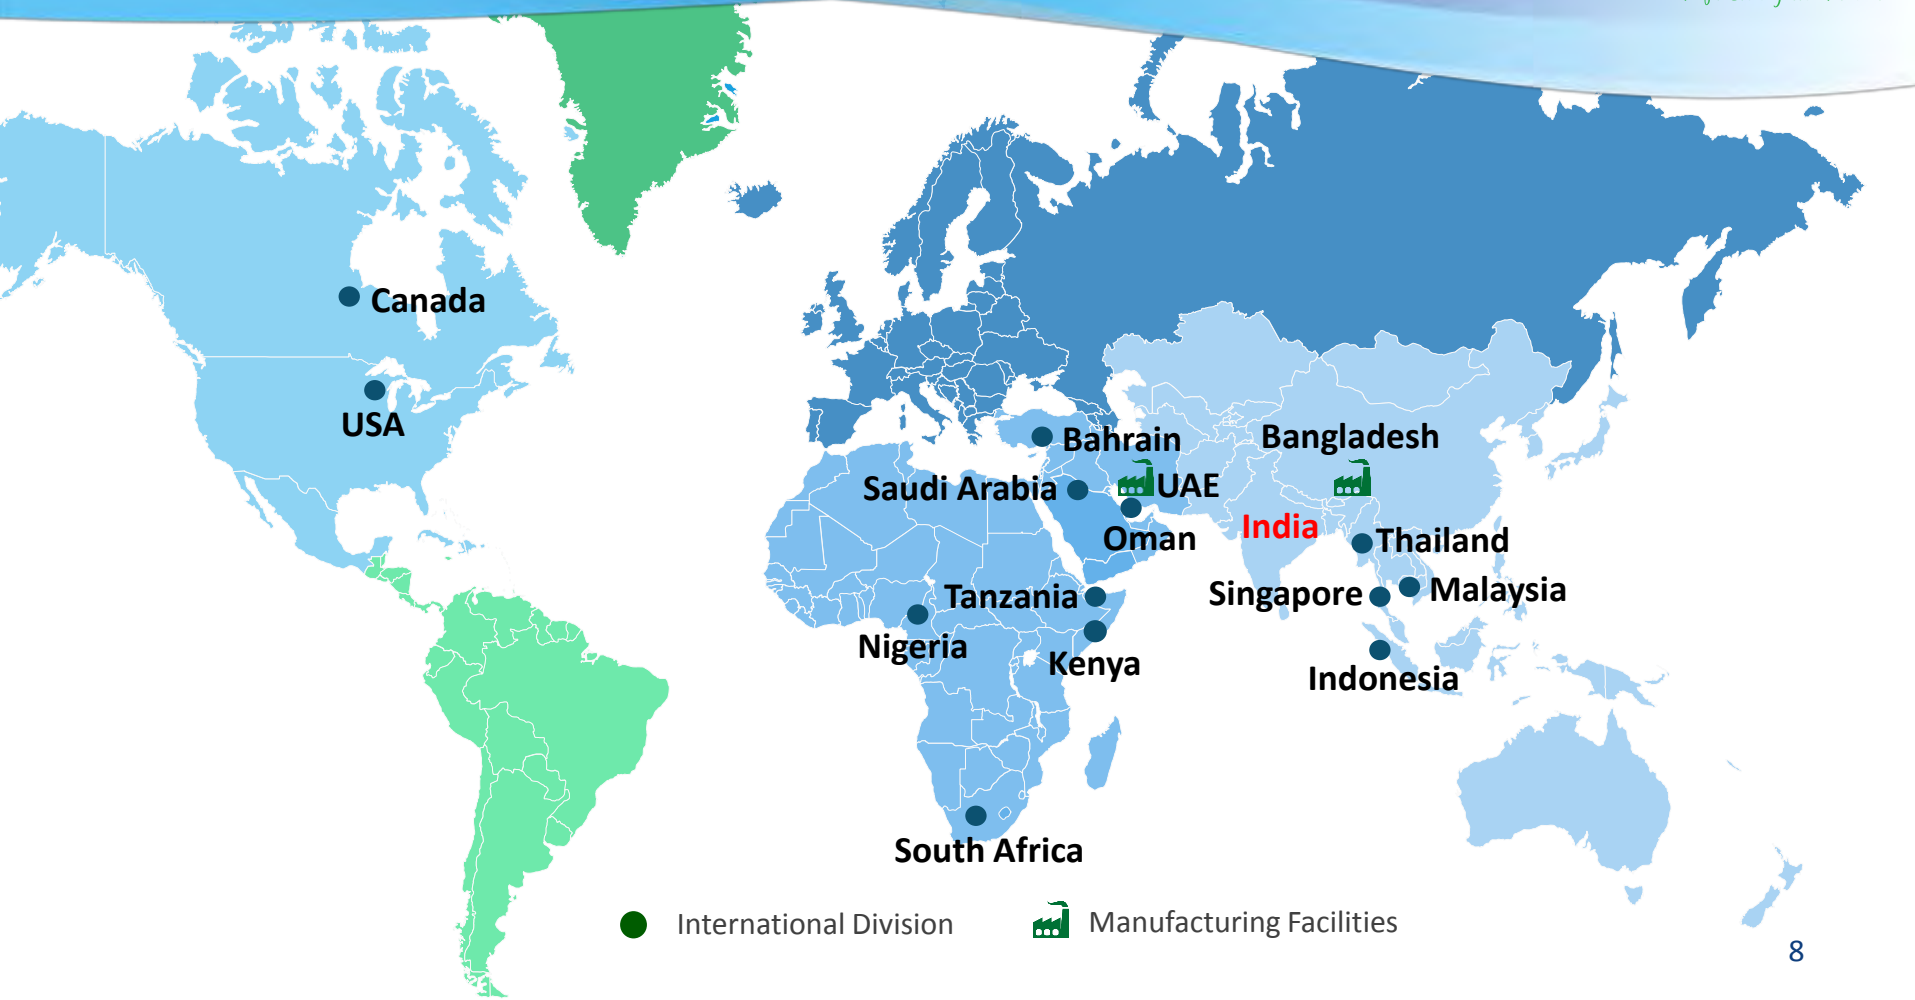 Canada
USA
Bahrain
Bangladesh
Saudi Arabia
UAE
India
Oman
Thailand
Tanzania
Singapore
Malaysia
Nigeria
Kenya
Indonesia
South Africa
International Division
Manufacturing Facilities
8